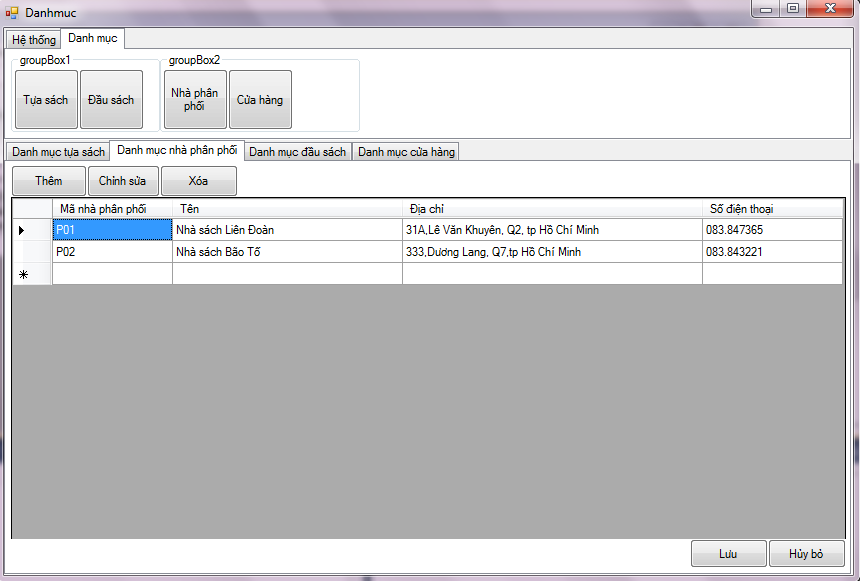 Danhmuc
Hệ thống Danh mục
groupBox1 groupBox2
Tựa sách Đầu sách Nhà phân phối Cửa hàng
Danh mục tựa sách Danh mục nhà phân phối Danh mục đầu sách Danh mục cửa hàng
Thêm Chỉnh sửa Xóa
Mã nhà phân phối Tên Địa chỉ Số điện thoại
P01 Nhà sách Liên Đoàn 31A,Lê Văn Khuyên, Q2, tp Hồ Chí Minh 083.847365
P02 Nhà sách Bão Tố 333,Dương Lang, Q7,tp Hồ Chí Minh 083.843221
Lưu Hủy bỏ